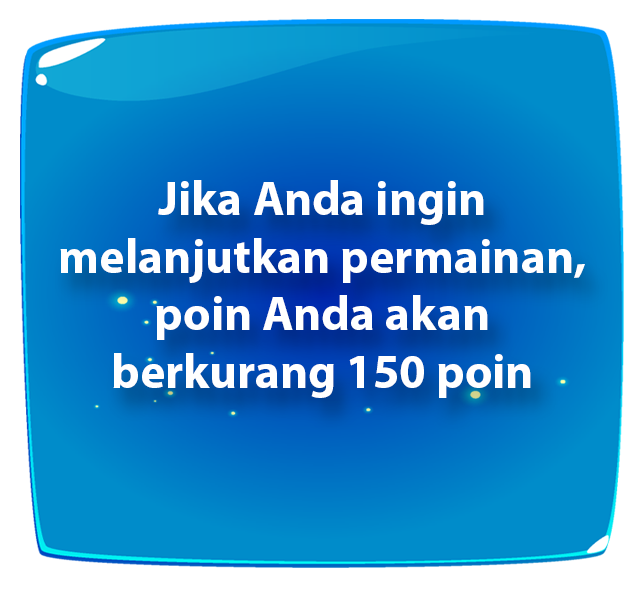 Jika Anda ingin
melanjutkan permainan,
poin Anda akan
berkurang 150 poin